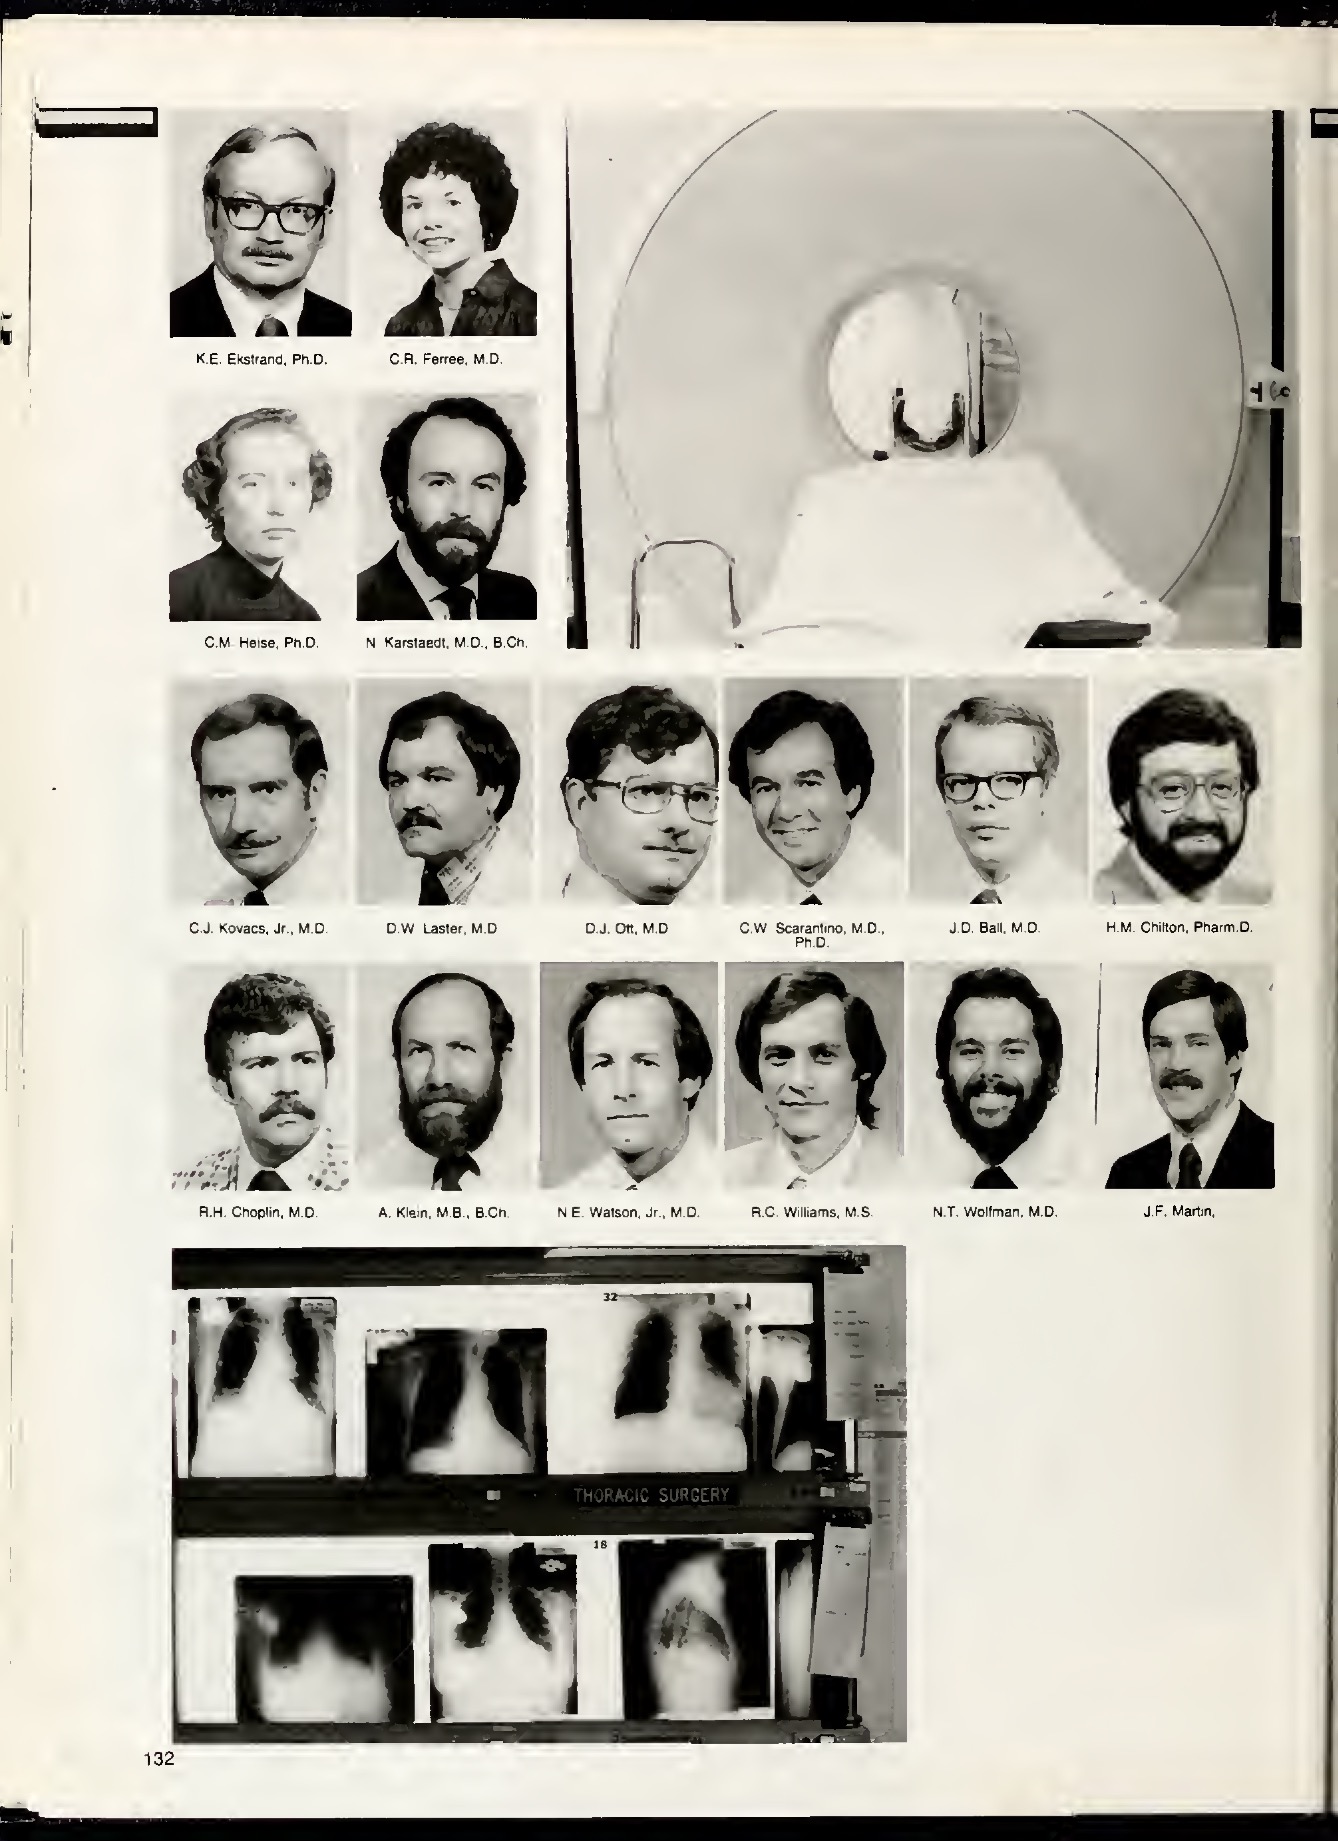 K.E. Ekstrand, Ph.D.
C.R. Ferree, M.D.
C.M. Heise, Ph.D.
N Karstaedt, M.D., B.Ch.
C.J. Kovacs, Jr., M.D.
D.W Laster, M.D
D.J. Ott, M.D
C.W Scarantino, M.D.,
Ph.D.
J.D. Ball, M.D.
H.M. Chilton, Pharm.D.
R.H. Choplin, M.D.
A. Klein, M.B., B.Ch.
N E. Watson, Jr., M.D.
R.C. Williams, M.S.
N.T. Wolfman, M.D.
J.F. Martin,
32
THORACIC SURGERY
18
132